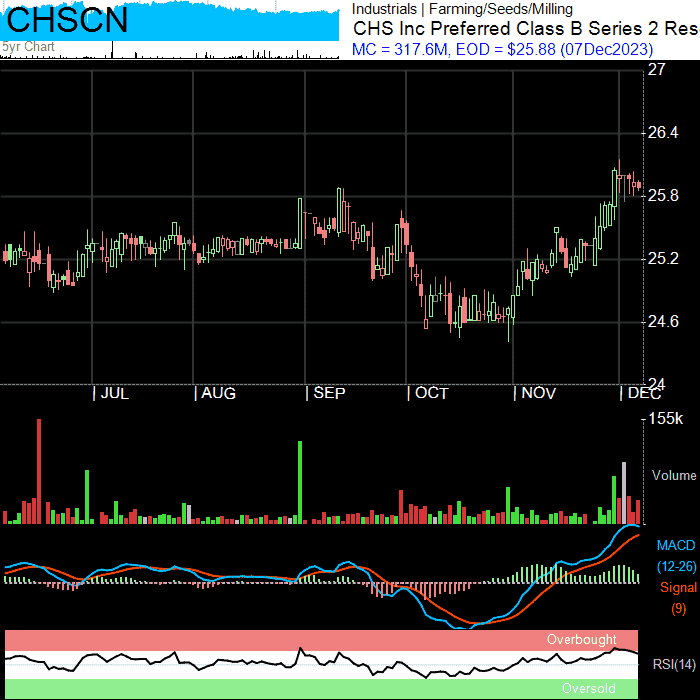 CHSCN
5yr Chart
Industrials | Farming/Seeds/Milling
CHS Inc Preferred Class B Series 2 Res
MC = 317.6M, EOD = $25.88 (07Dec2023)
27
26.4
25.8
25.2
24.6
24
| JUL | AUG | SEP | OCT | NOV | DEC
155k
Volume
MACD
(12-26)
Signal
(9)
Overbought
RSI(14)
Oversold